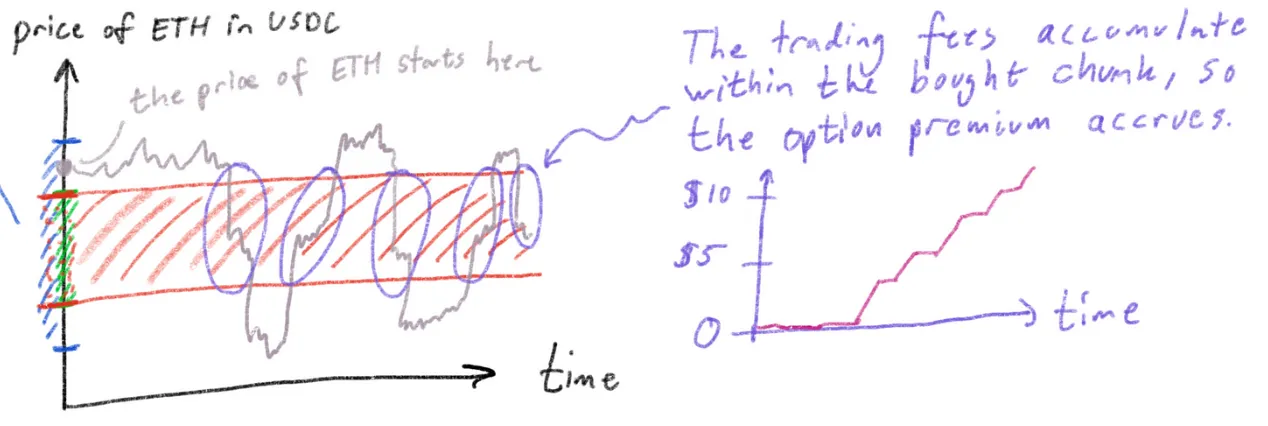 price of ETH in USDC
the price of ETH starts here
time
The trading fees accumulate
within the bought chunk, so
the option premium accrues.
$10
$5
0
time